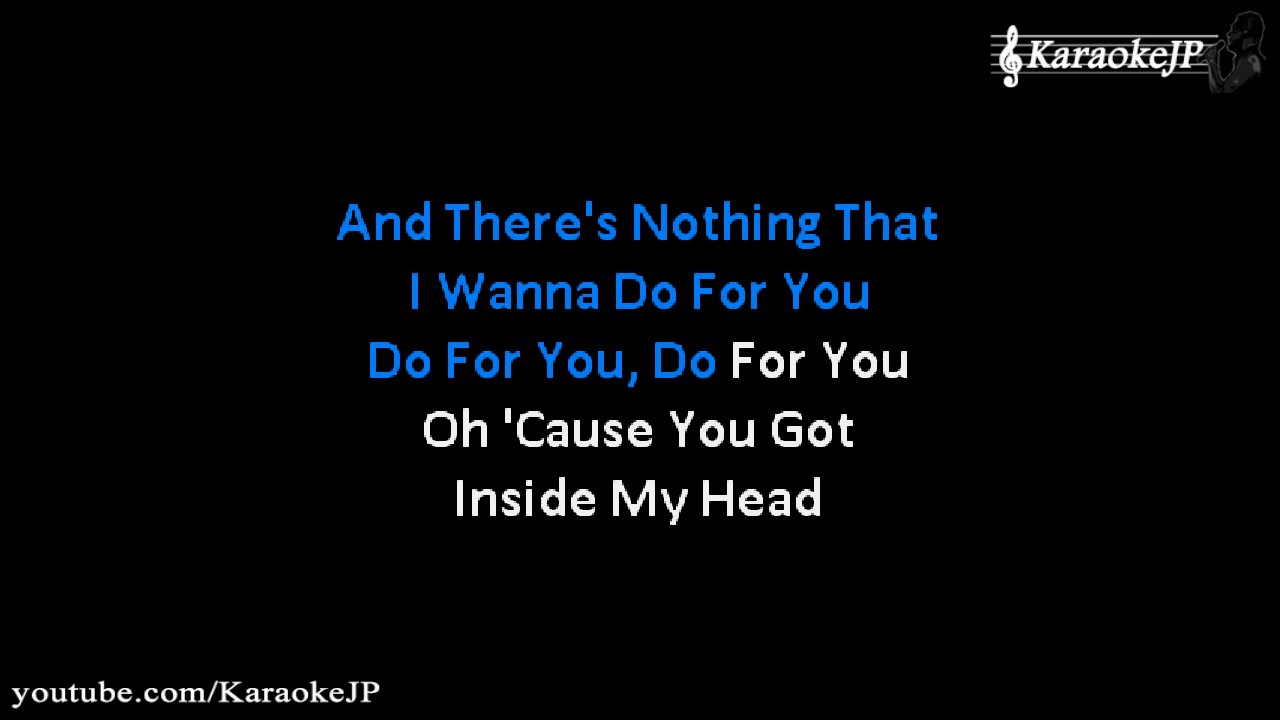 KaraokeJP
And There's Nothing That
I Wanna Do For You
Do For You, Do For You
Oh 'Cause You Got
Inside My Head
youtube.com/KaraokeJP